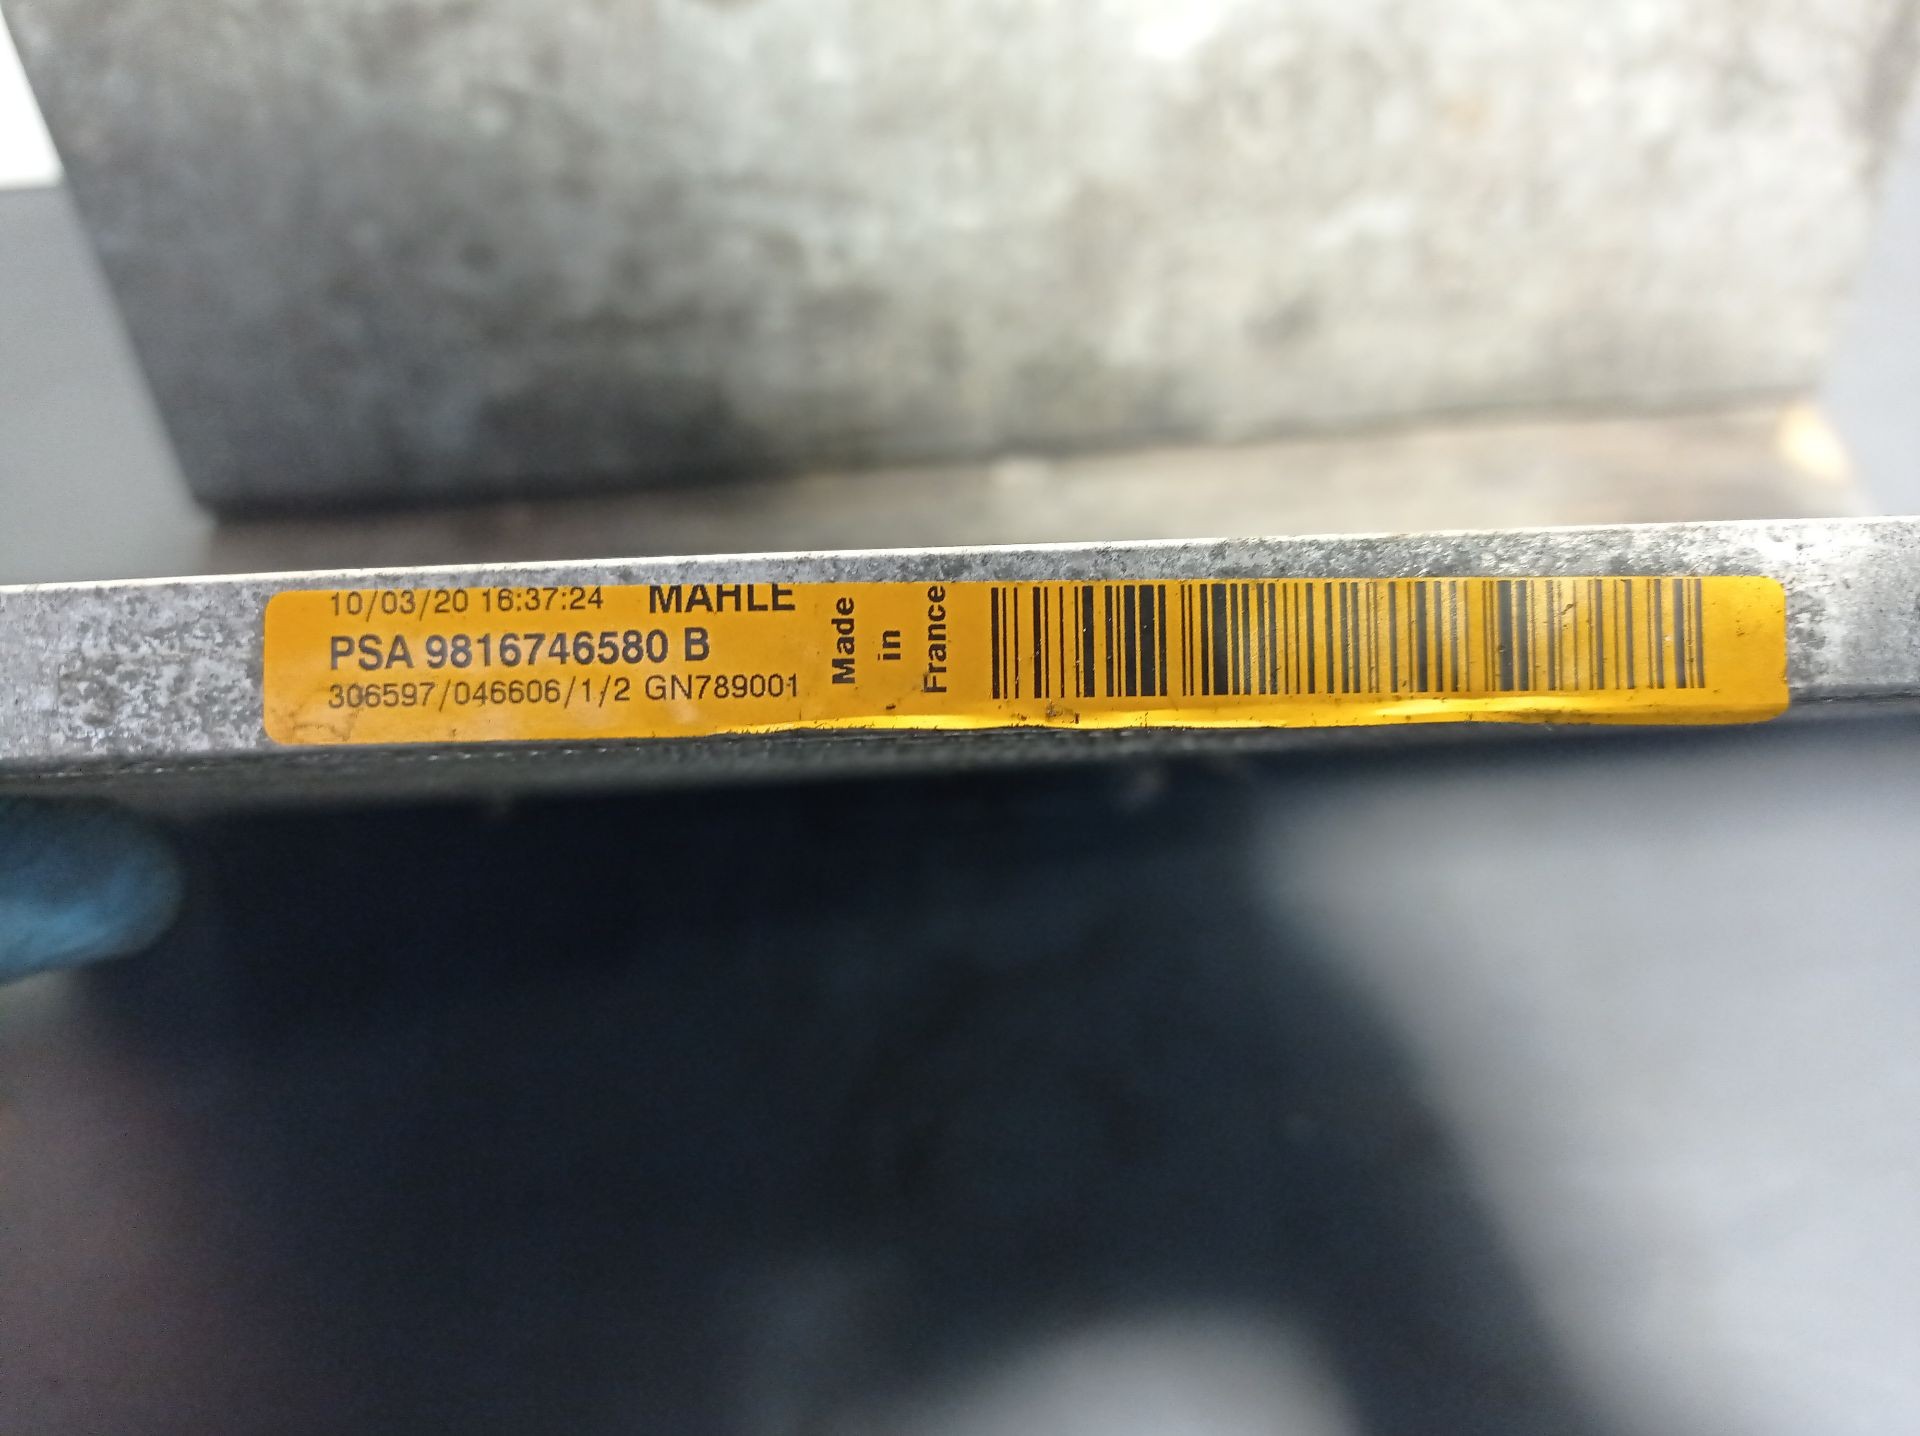 10/03/20 16:37:24 MAHLE
PSA 9816746580 B
306597/046606/1/2 GN789001
Made
in
France